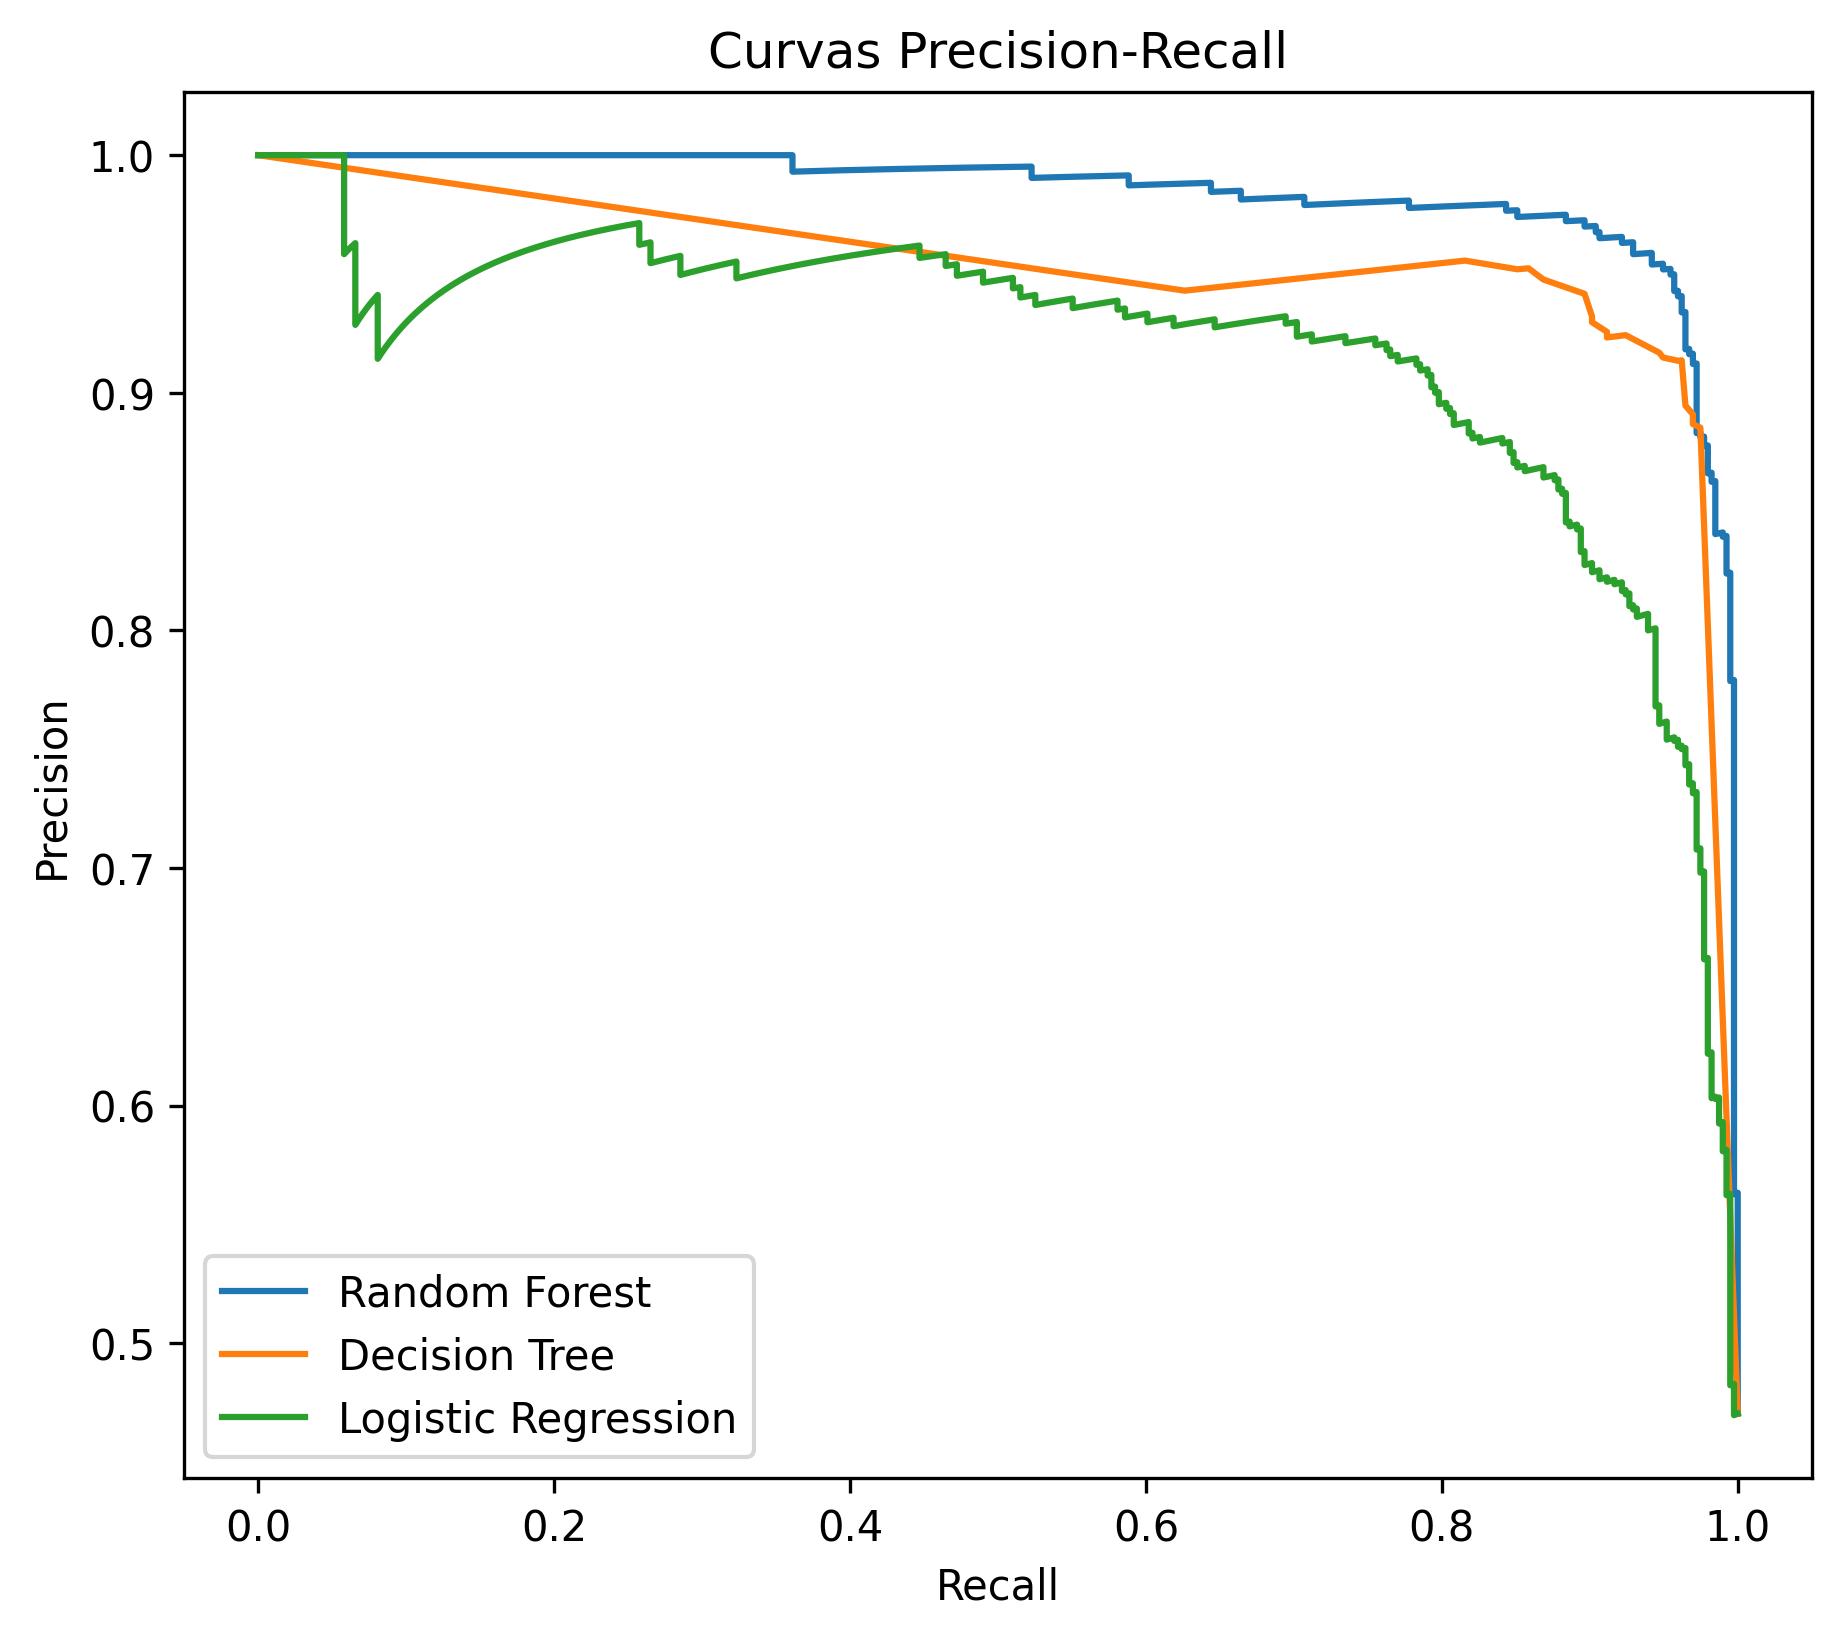 Curvas Precision-Recall
1.0
0.9
0.8
0.7
0.6
0.5
Precision
Random Forest
Decision Tree
Logistic Regression
0.0 0.2 0.4 0.6 0.8 1.0
Recall